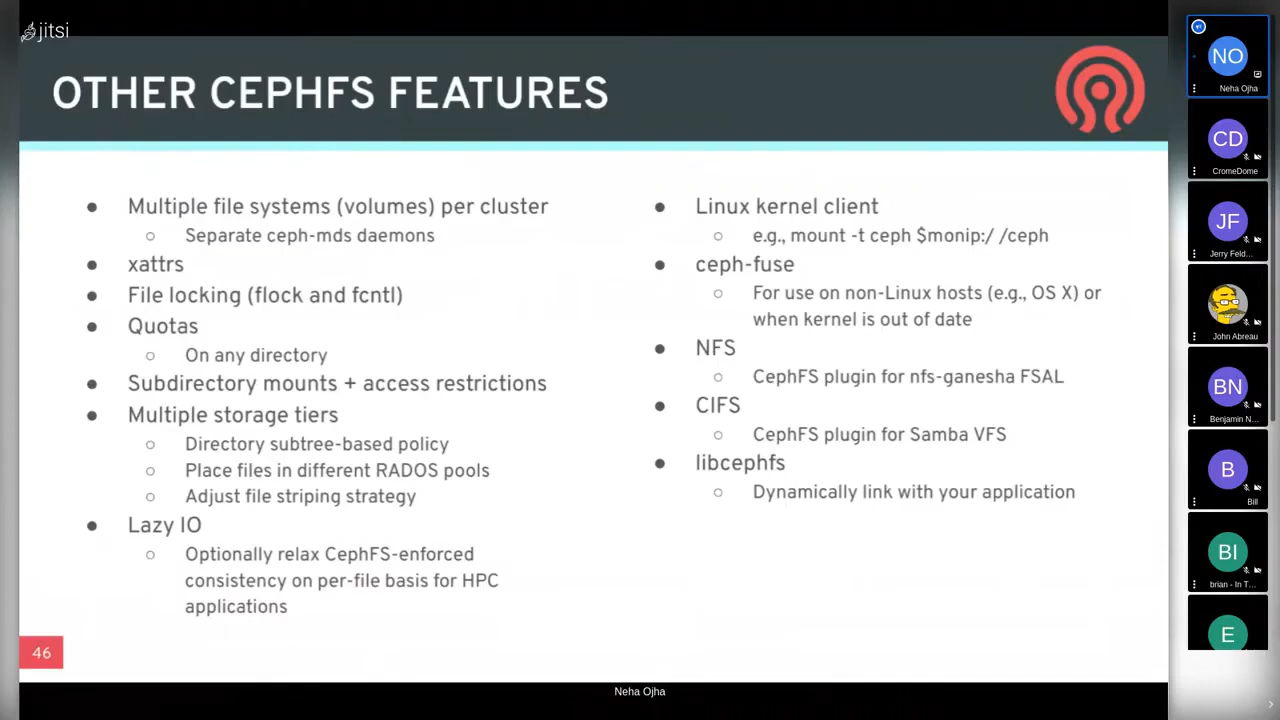 jitsi
OTHER CEPHFS FEATURES
● Multiple file systems (volumes) per cluster
○ Separate ceph-mds daemons
● xattrs
● File locking (flock and fcntl)
● Quotas
○ On any directory
● Subdirectory mounts + access restrictions
● Multiple storage tiers
○ Directory subtree-based policy
○ Place files in different RADOS pools
○ Adjust file striping strategy
● Lazy IO
○ Optionally relax CephFS-enforced
consistency on per-file basis for HPC
applications
● Linux kernel client
○ e.g., mount -t ceph $monip:/ /ceph
● ceph-fuse
○ For use on non-Linux hosts (e.g., OS X) or
when kernel is out of date
● NFS
○ CephFS plugin for nfs-ganesha FSAL
● CIFS
○ CephFS plugin for Samba VFS
● libcephfs
○ Dynamically link with your application
46
Neha Ojha
NO
Neha Ojha
CD
CromeDome
JF
Jerry Feld...
John Abreau
BN
Benjamin N...
B
Bill
BI
brian - In T...
E